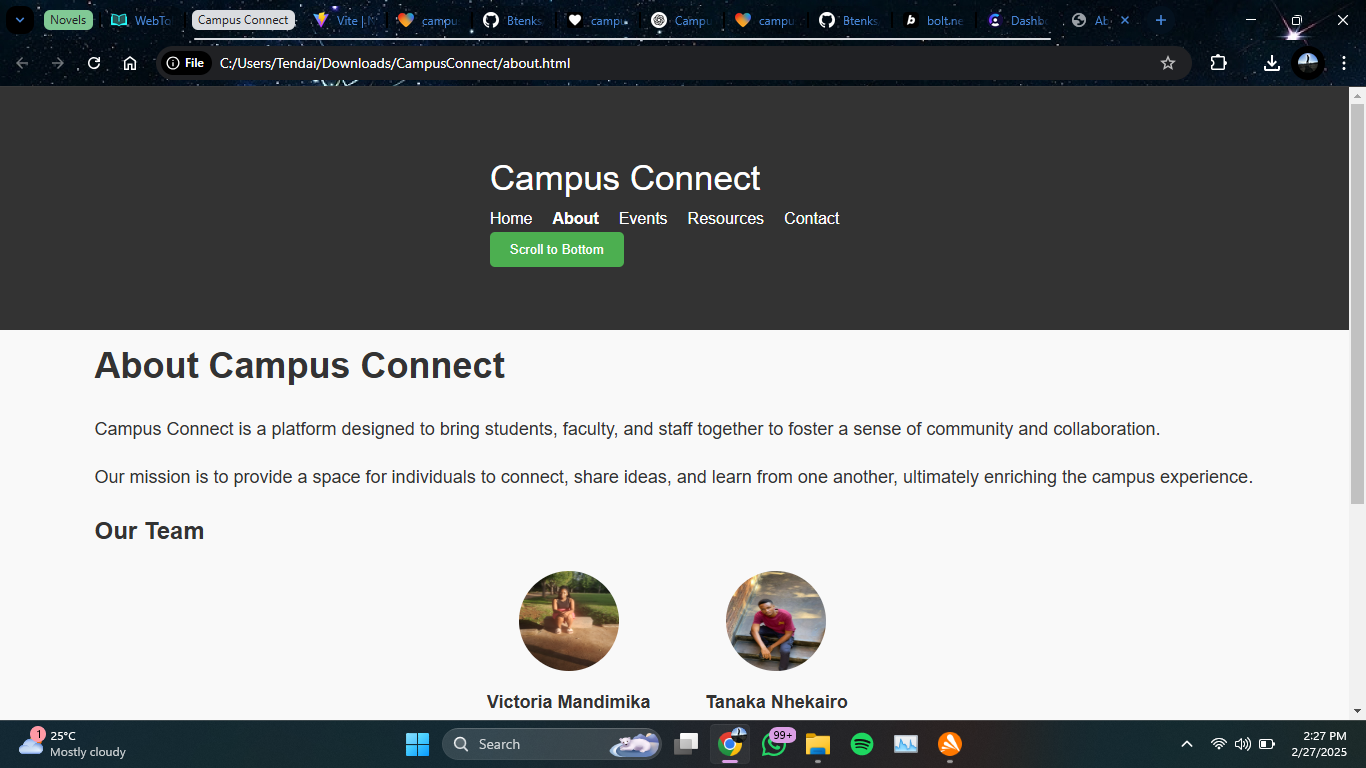 Novels
WebTo
Campus Connect
Vite |
campus
Btenks
campu
Campu
campu
Btenks
bolt.ne
Dashbo
Ab
File
C:/Users/Tendai/Downloads/CampusConnect/about.html
Campus Connect
Home About Events Resources Contact
Scroll to Bottom
About Campus Connect
Campus Connect is a platform designed to bring students, faculty, and staff together to foster a sense of community and collaboration.
Our mission is to provide a space for individuals to connect, share ideas, and learn from one another, ultimately enriching the campus experience.
Our Team
Victoria Mandimika
Tanaka Nhekairo
1
25°C
Mostly cloudy
Search
99+
2:27 PM
2/27/2025